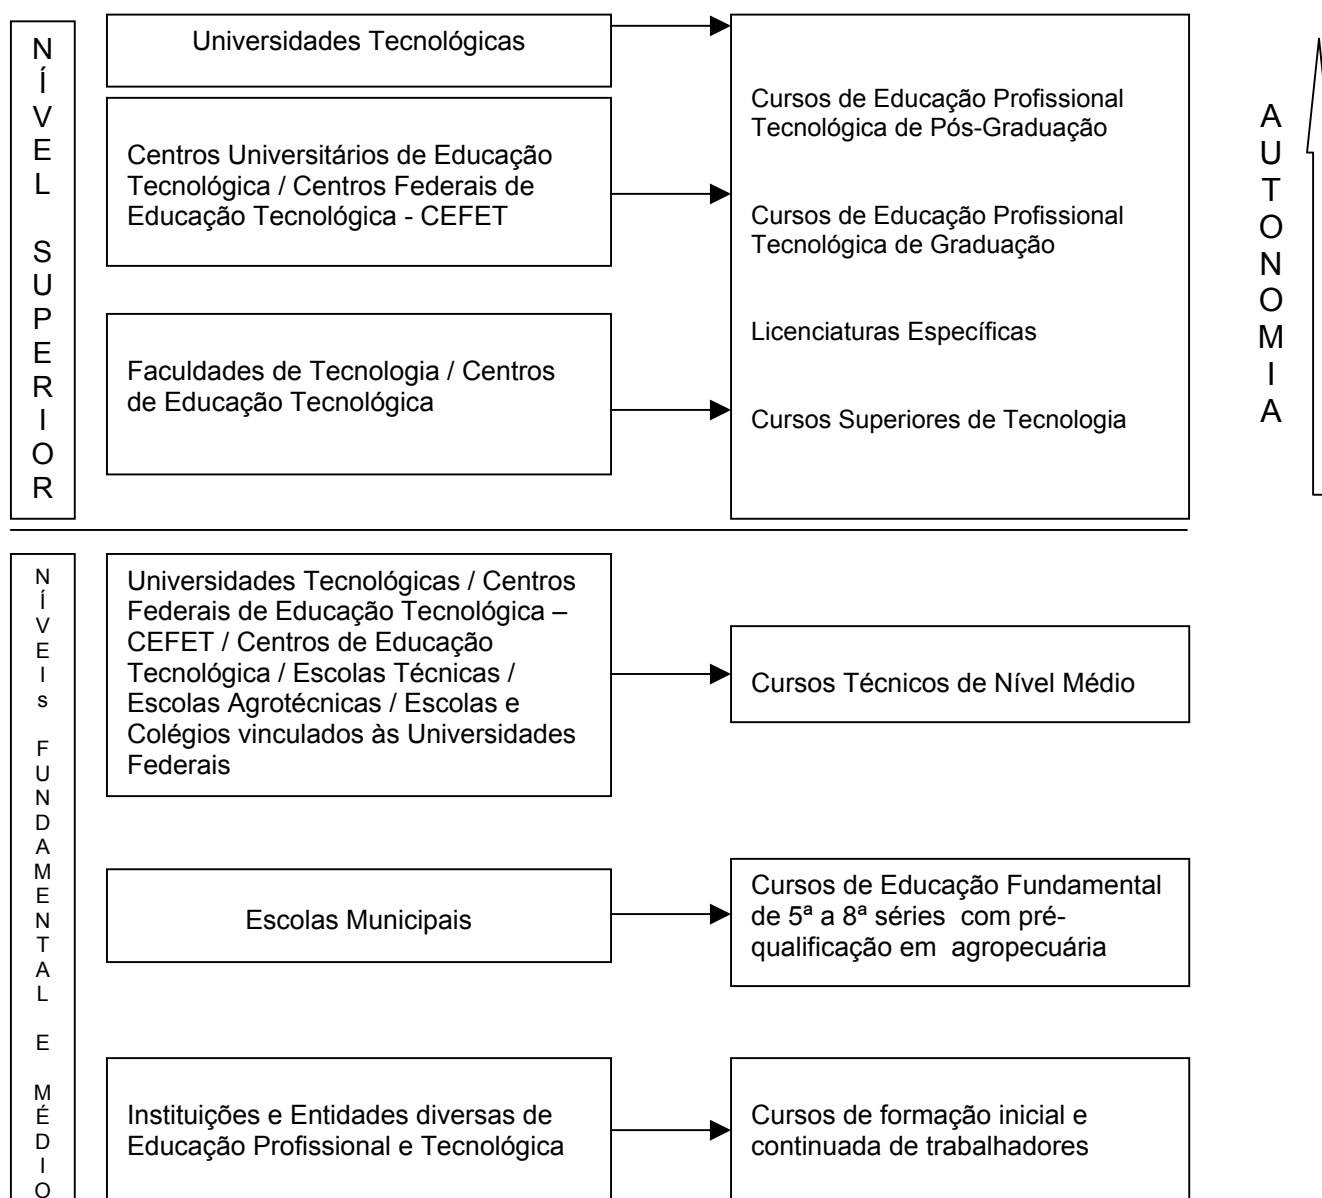 NÍVEL SUPERIOR
Universidades Tecnológicas
Centros Universitários de Educação
Tecnológica / Centros Federais de
Educação Tecnológica - CEFET
Faculdades de Tecnologia / Centros
de Educação Tecnológica
Cursos de Educação Profissional
Tecnológica de Pós-Graduação
Cursos de Educação Profissional
Tecnológica de Graduação
Licenciaturas Específicas
Cursos Superiores de Tecnologia
AUTONOMIA
NÍVEIs FUNDAMENTAL E MÉDIO
Universidades Tecnológicas / Centros
Federais de Educação Tecnológica –
CEFET / Centros de Educação
Tecnológica / Escolas Técnicas /
Escolas Agrotécnicas / Escolas e
Colégios vinculados às Universidades
Federais
Cursos Técnicos de Nível Médio
Escolas Municipais
Cursos de Educação Fundamental
de 5ª a 8ª séries com pré-
qualificação em agropecuária
Instituições e Entidades diversas de
Educação Profissional e Tecnológica
Cursos de formação inicial e
continuada de trabalhadores